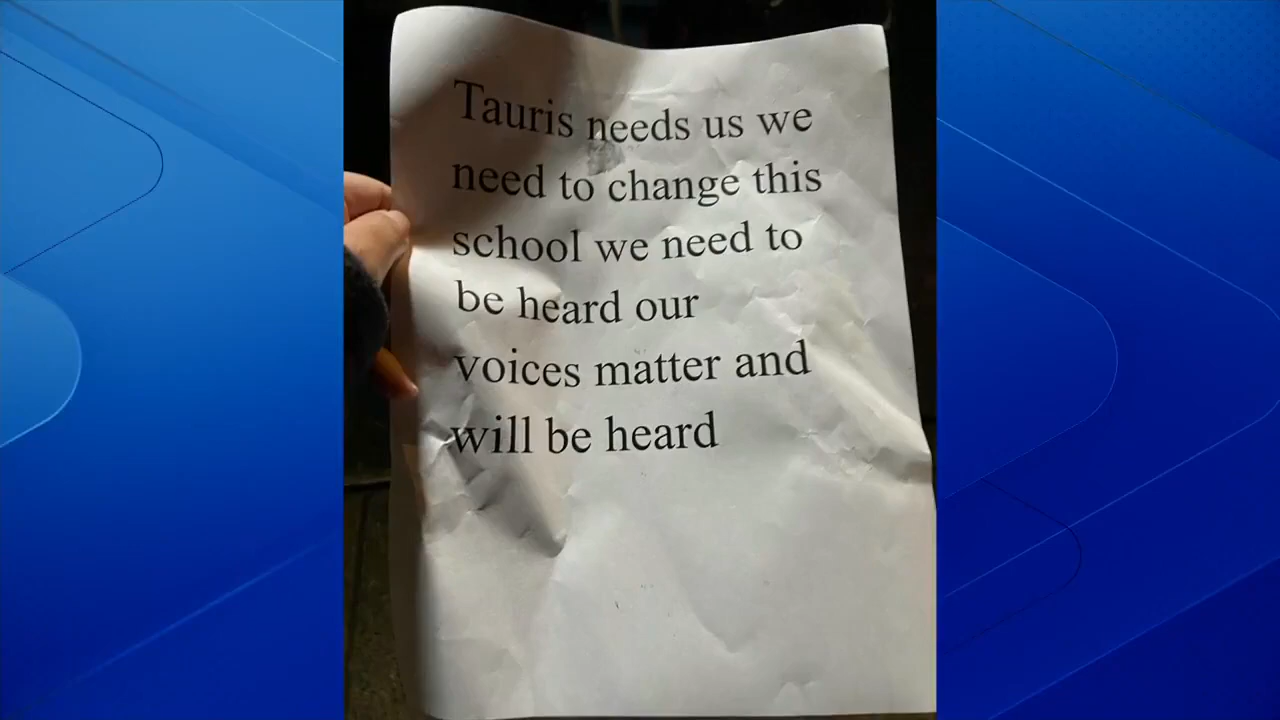 Tauris needs us we
need to change this
school we need to
be heard our
voices matter and
will be heard